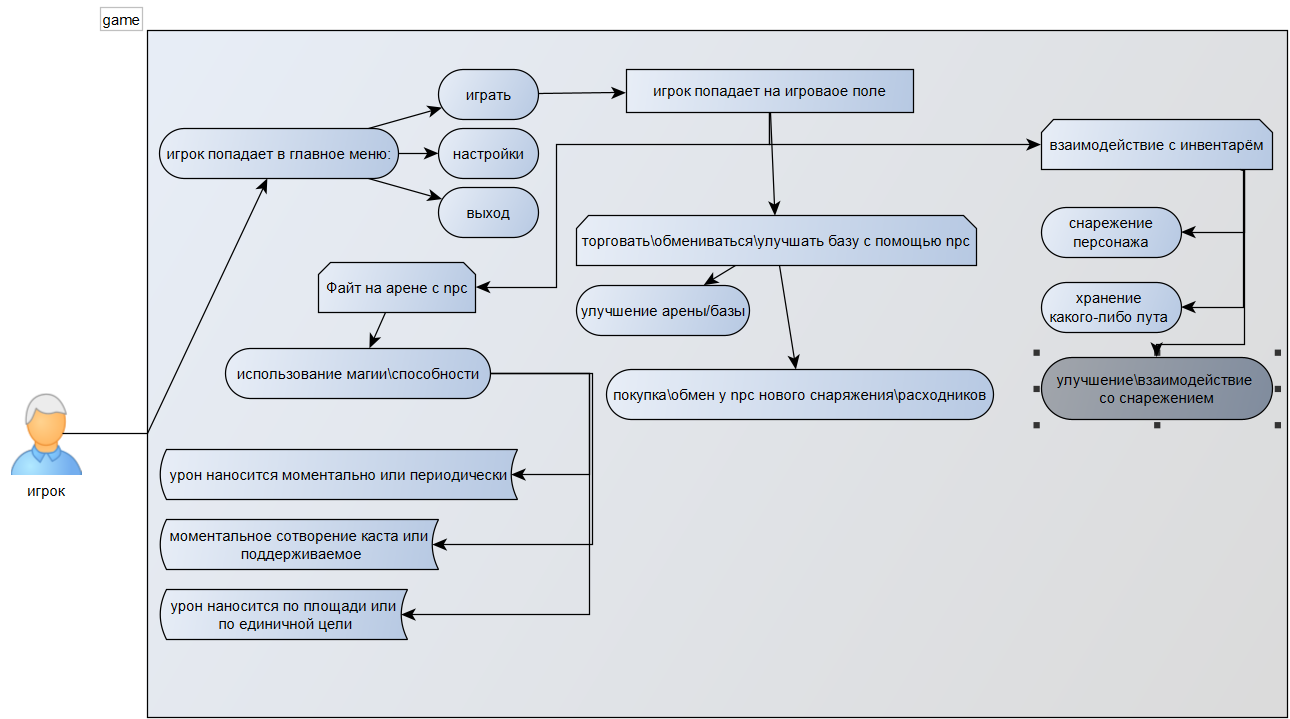 game
играть
игрок попадает на игроваое поле
игрок попадает в главное меню:
настройки
выход
взаимодействие с инвентарём
снарежение
персонажа
торговать\обмениваться\улучшать базу с помощью npc
Файт на арене с npc
улучшение арены/базы
хранение
какого-либо лута
использование магии\способности
покупка\обмен у npc нового снаряжения\расходников
улучшение\взаимодействие
со снарежением
игрок
урон наносится моментально или периодически
моментальное сотворение каста или
поддерживаемое
урон наносится по площади или
по единичной цели